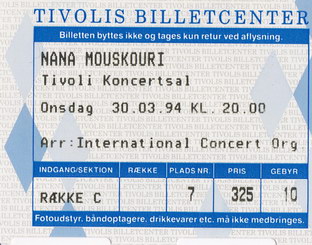 TIVOLIS BILLETCENTER
Billetten byttes ikke og tages kun retur ved aflysning.
NANA MOUSKOURI
Tivoli Koncertsal
Onsdag 30.03.94 KL. 20.00
Arr:International Concert Org
INDGANG/SEKTION RÆKKE PLADS NR. PRIS GEBYR
RÆKKE C 7 325 10
Fotoudstyr. båndoptagere. drikkevarer etc. må ikke medbringes.